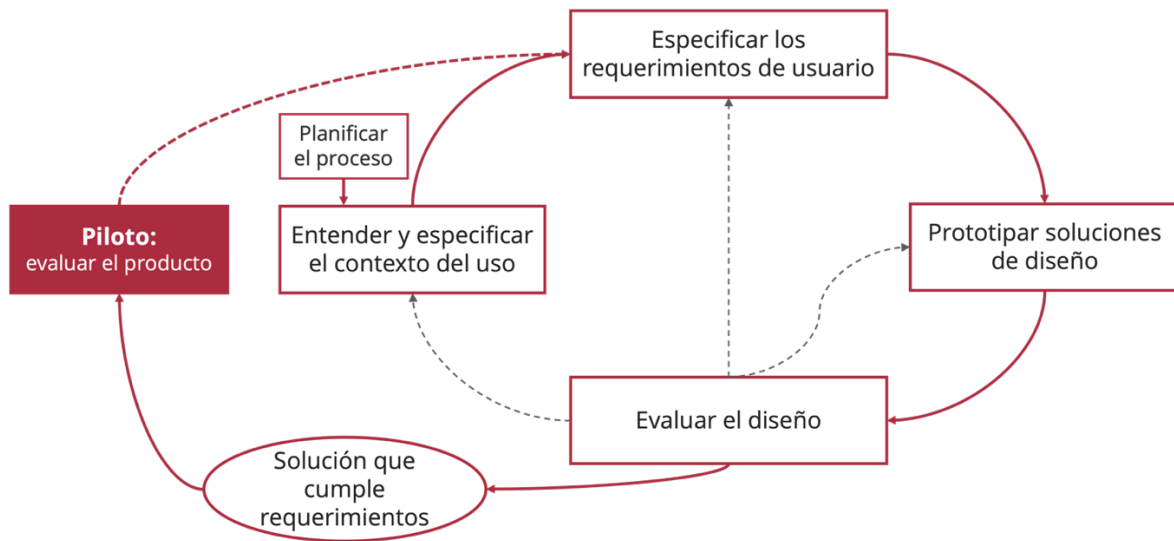 Especificar los
requerimientos de usuario
Planificar
el proceso
Piloto:
evaluar el producto
Entender y especificar
el contexto del uso
Prototipar soluciones
de diseño
Evaluar el diseño
Solución que
cumple
requerimientos